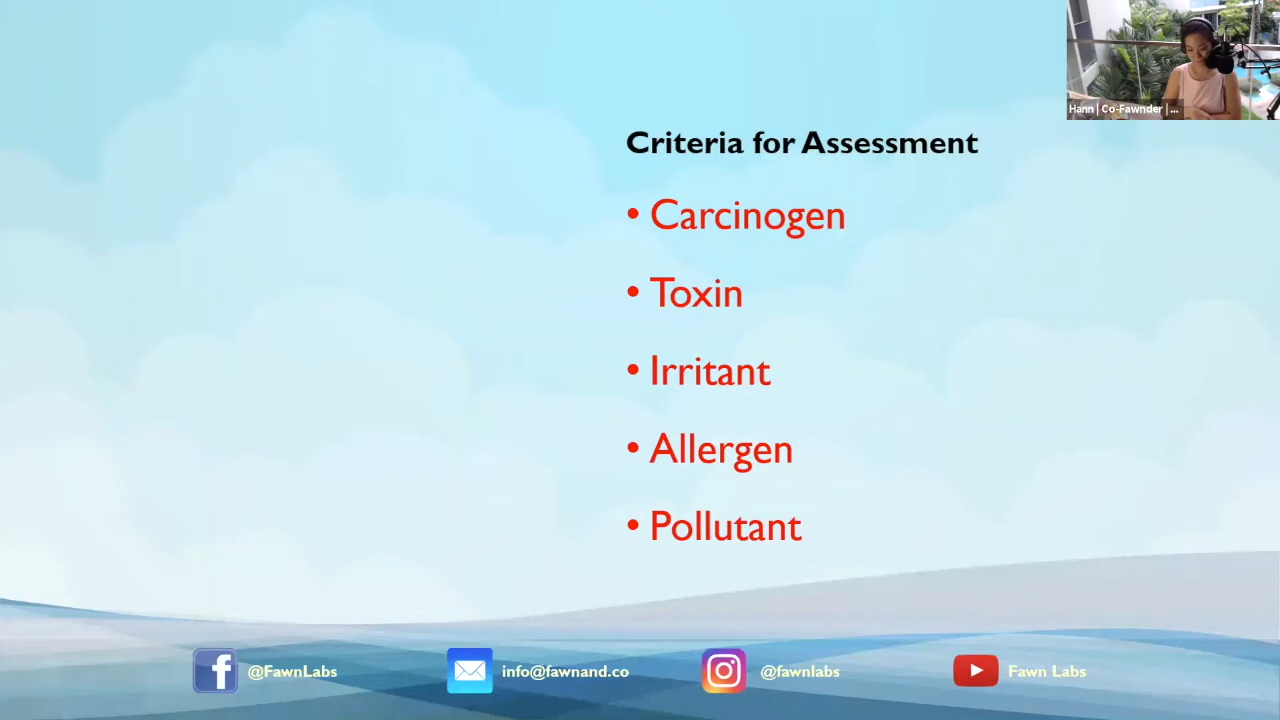 Hann | Co-Fawnder | ...
Criteria for Assessment
• Carcinogen
• Toxin
• Irritant
• Allergen
• Pollutant
@FawnLabs
info@fawnand.co
@fawnlabs
Fawn Labs